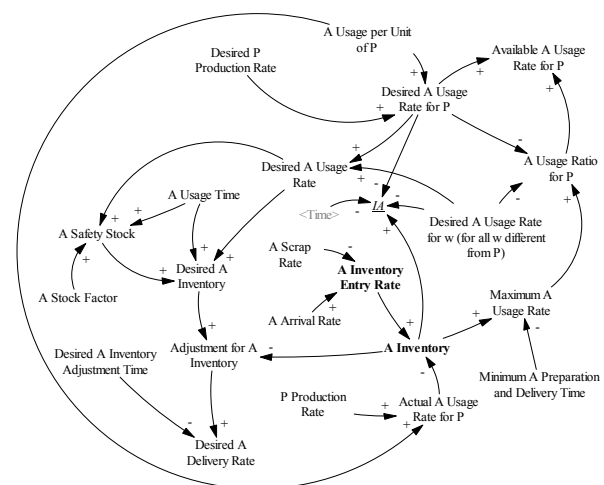 A Usage per Unit
of P
Desired P
Production Rate
Available A Usage
Rate for P
+
+
+
+
Desired A Usage
Rate for P
+
-
A Usage Ratio
for P
Desired A Usage
Rate
+
-
-
+
-
-
IA
<Time>
A Usage Time
+
+
A Safety Stock
+
+
+
+
Desired A Usage Rate
for w (for all w different
from P)
A Scrap
Rate
-
+
Desired A
Inventory
A Inventory
Entry Rate
A Stock Factor
+
A Arrival Rate
+
+
Maximum A
Usage Rate
+
-
Desired A Inventory
Adjustment Time
Adjustment for A
Inventory
-
A Inventory
-
Minimum A Preparation
and Delivery Time
P Production
Rate
+
Actual A Usage
Rate for P
+
-
+
Desired A
Delivery Rate